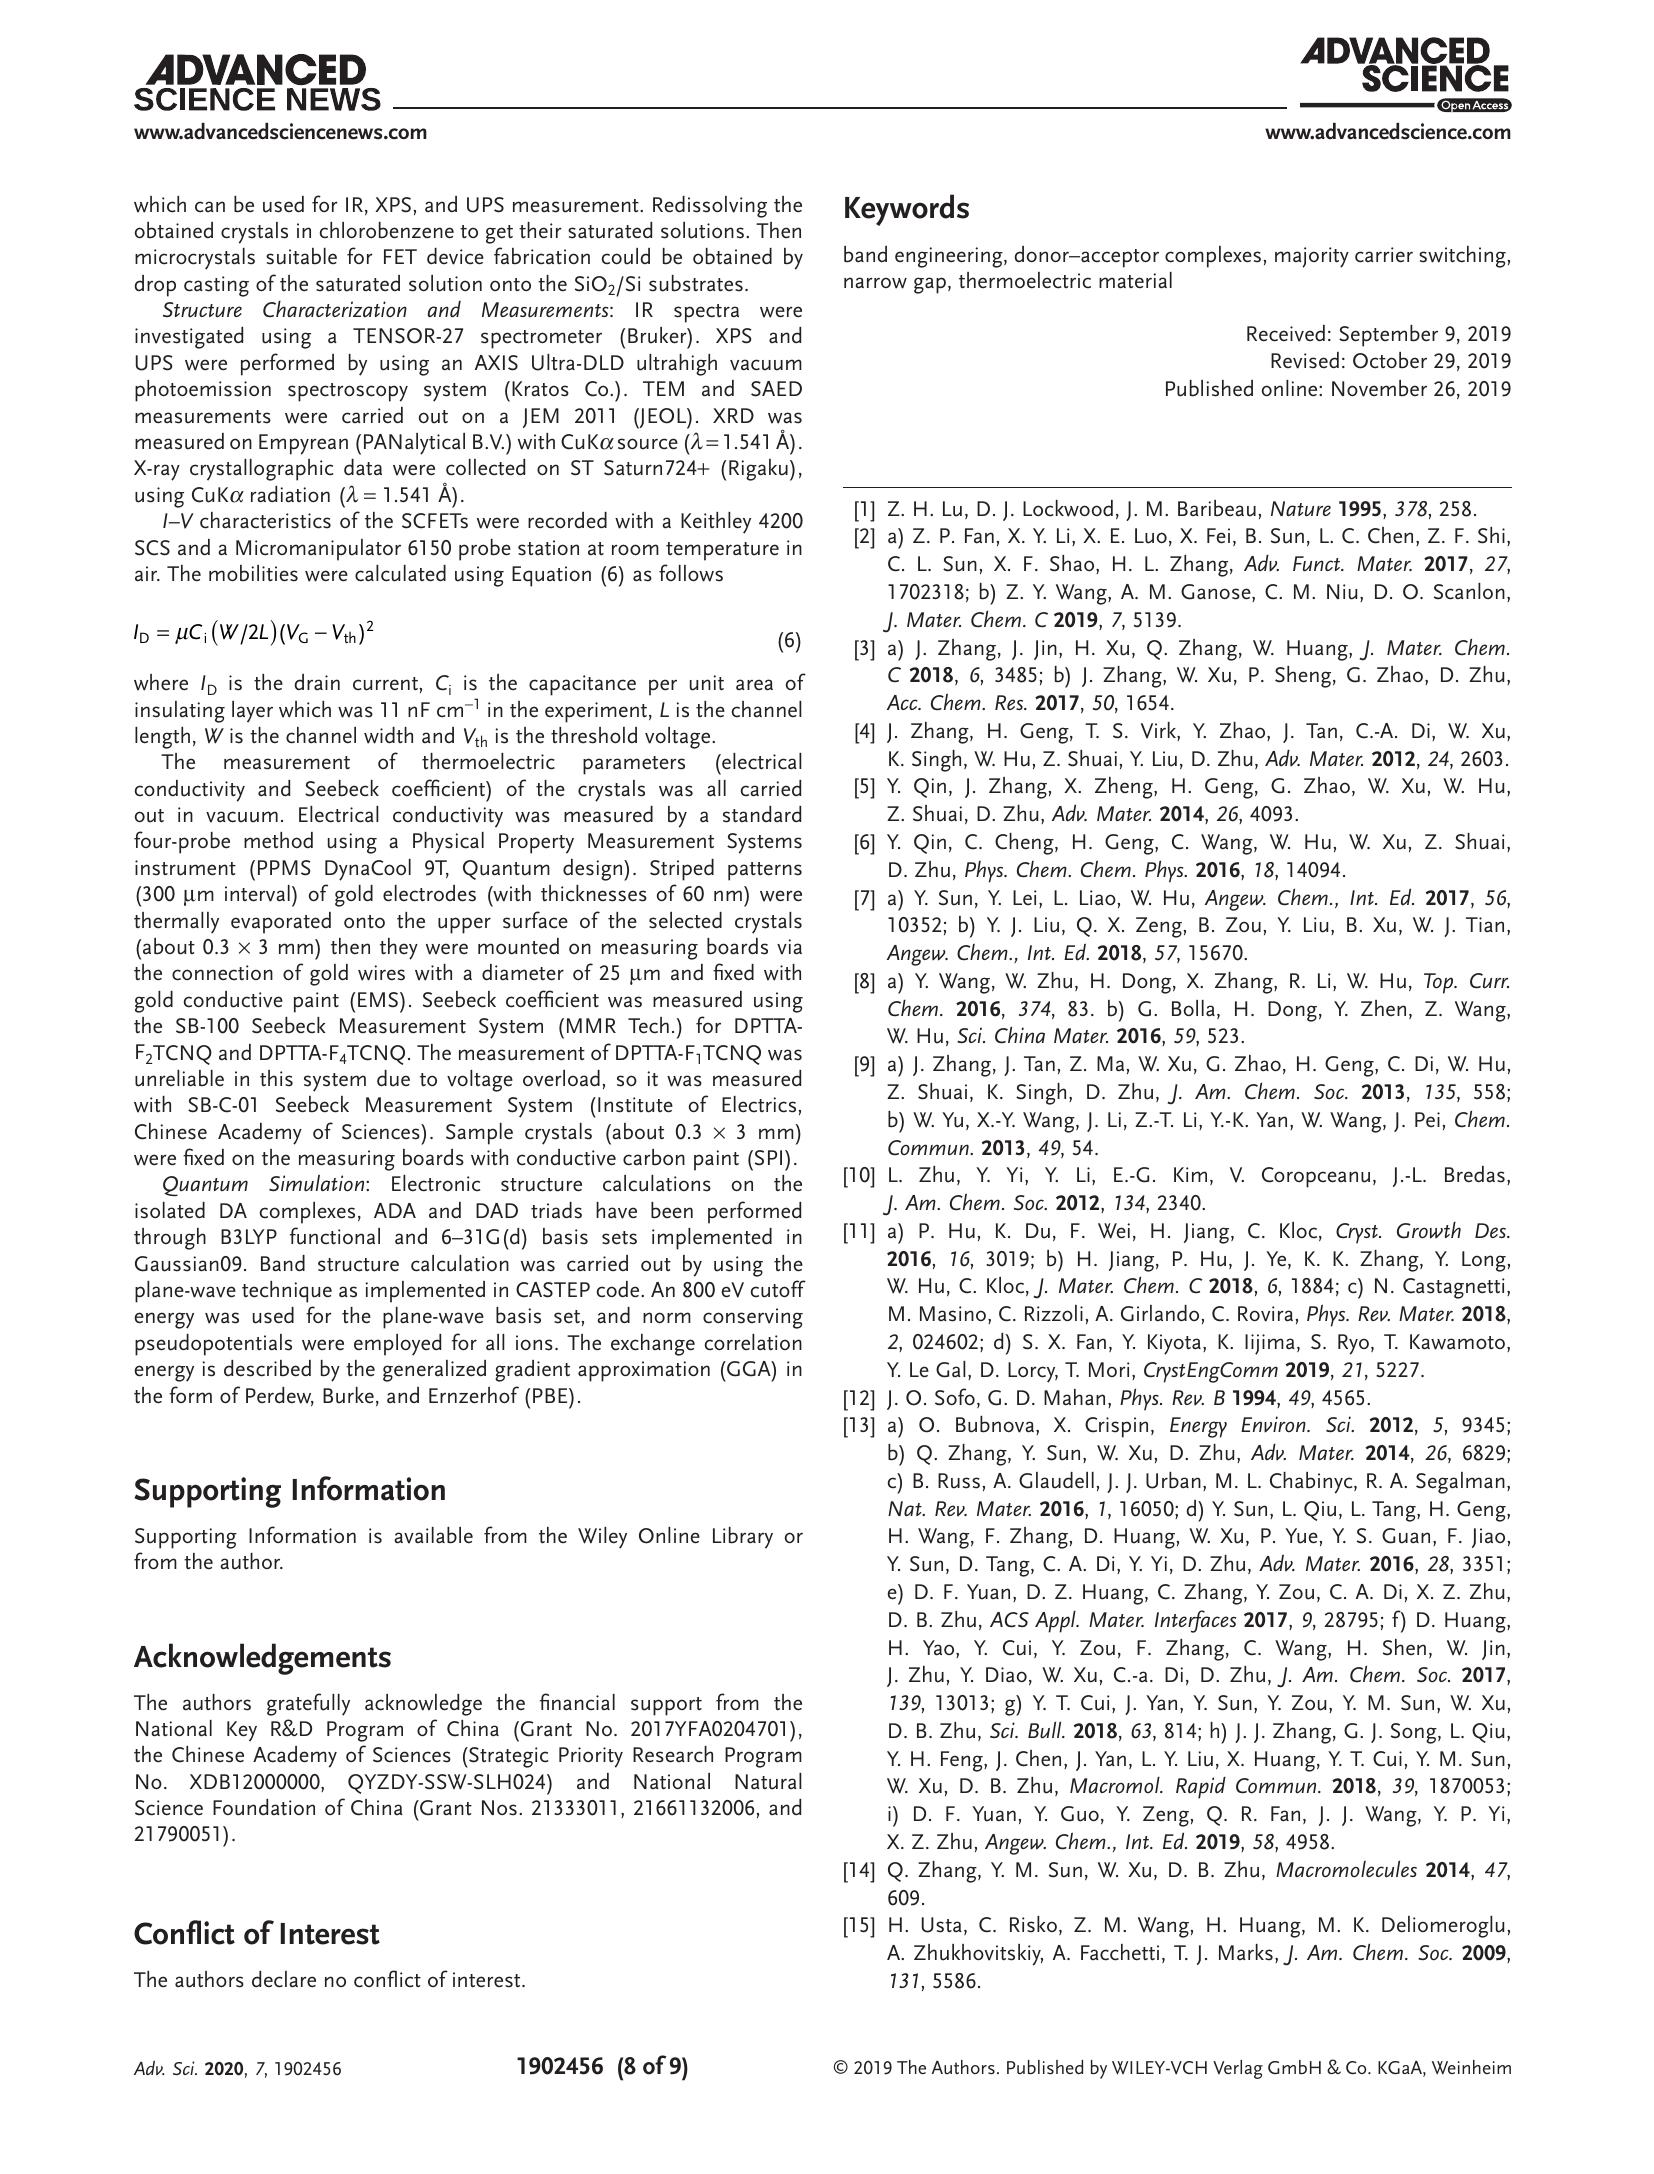 ADVANCED
SCIENCE NEWS
www.advancedsciencenews.com
ADVANCED
SCIENCE
Open Access
www.advancedscience.com
which can be used for IR, XPS, and UPS measurement. Redissolving the
obtained crystals in chlorobenzene to get their saturated solutions. Then
microcrystals suitable for FET device fabrication could be obtained by
drop casting of the saturated solution onto the SiO₂/Si substrates.
Structure Characterization and Measurements: IR spectra were
investigated using a TENSOR-27 spectrometer (Bruker). XPS and
UPS were performed by using an AXIS Ultra-DLD ultrahigh vacuum
photoemission spectroscopy system (Kratos Co.). TEM and SAED
measurements were carried out on a JEM 2011 (JEOL). XRD was
measured on Empyrean (PANalytical B.V.) with CuKα source (λ = 1.541 Å).
X-ray crystallographic data were collected on ST Saturn724+ (Rigaku),
using CuKα radiation (λ = 1.541 Å).
I–V characteristics of the SCFETs were recorded with a Keithley 4200
SCS and a Micromanipulator 6150 probe station at room temperature in
air. The mobilities were calculated using Equation (6) as follows
I_D = μC_i (W/2L)(V_G – V_th)² (6)
where I_D is the drain current, C_i is the capacitance per unit area of
insulating layer which was 11 nF cm⁻¹ in the experiment, L is the channel
length, W is the channel width and V_th is the threshold voltage.
The measurement of thermoelectric parameters (electrical
conductivity and Seebeck coefficient) of the crystals was all carried
out in vacuum. Electrical conductivity was measured by a standard
four-probe method using a Physical Property Measurement Systems
instrument (PPMS DynaCool 9T, Quantum design). Striped patterns
(300 μm interval) of gold electrodes (with thicknesses of 60 nm) were
thermally evaporated onto the upper surface of the selected crystals
(about 0.3 × 3 mm) then they were mounted on measuring boards via
the connection of gold wires with a diameter of 25 μm and fixed with
gold conductive paint (EMS). Seebeck coefficient was measured using
the SB-100 Seebeck Measurement System (MMR Tech.) for DPTTA-
F₂TCNQ and DPTTA-F₄TCNQ. The measurement of DPTTA-F₁TCNQ was
unreliable in this system due to voltage overload, so it was measured
with SB-C-01 Seebeck Measurement System (Institute of Electrics,
Chinese Academy of Sciences). Sample crystals (about 0.3 × 3 mm)
were fixed on the measuring boards with conductive carbon paint (SPI).
Quantum Simulation: Electronic structure calculations on the
isolated DA complexes, ADA and DAD triads have been performed
through B3LYP functional and 6–31G(d) basis sets implemented in
Gaussian09. Band structure calculation was carried out by using the
plane-wave technique as implemented in CASTEP code. An 800 eV cutoff
energy was used for the plane-wave basis set, and norm conserving
pseudopotentials were employed for all ions. The exchange correlation
energy is described by the generalized gradient approximation (GGA) in
the form of Perdew, Burke, and Ernzerhof (PBE).
Supporting Information
Supporting Information is available from the Wiley Online Library or
from the author.
Acknowledgements
The authors gratefully acknowledge the financial support from the
National Key R&D Program of China (Grant No. 2017YFA0204701),
the Chinese Academy of Sciences (Strategic Priority Research Program
No. XDB12000000, QYZDY-SSW-SLH024) and National Natural
Science Foundation of China (Grant Nos. 21333011, 21661132006, and
21790051).
Conflict of Interest
The authors declare no conflict of interest.
Keywords
band engineering, donor–acceptor complexes, majority carrier switching,
narrow gap, thermoelectric material
Received: September 9, 2019
Revised: October 29, 2019
Published online: November 26, 2019
[1] Z. H. Lu, D. J. Lockwood, J. M. Baribeau, Nature 1995, 378, 258.
[2] a) Z. P. Fan, X. Y. Li, X. E. Luo, X. Fei, B. Sun, L. C. Chen, Z. F. Shi,
C. L. Sun, X. F. Shao, H. L. Zhang, Adv. Funct. Mater. 2017, 27,
1702318; b) Z. Y. Wang, A. M. Ganose, C. M. Niu, D. O. Scanlon,
J. Mater. Chem. C 2019, 7, 5139.
[3] a) J. Zhang, J. Jin, H. Xu, Q. Zhang, W. Huang, J. Mater. Chem.
C 2018, 6, 3485; b) J. Zhang, W. Xu, P. Sheng, G. Zhao, D. Zhu,
Acc. Chem. Res. 2017, 50, 1654.
[4] J. Zhang, H. Geng, T. S. Virk, Y. Zhao, J. Tan, C.-A. Di, W. Xu,
K. Singh, W. Hu, Z. Shuai, Y. Liu, D. Zhu, Adv. Mater. 2012, 24, 2603.
[5] Y. Qin, J. Zhang, X. Zheng, H. Geng, G. Zhao, W. Xu, W. Hu,
Z. Shuai, D. Zhu, Adv. Mater. 2014, 26, 4093.
[6] Y. Qin, C. Cheng, H. Geng, C. Wang, W. Hu, W. Xu, Z. Shuai,
D. Zhu, Phys. Chem. Chem. Phys. 2016, 18, 14094.
[7] a) Y. Sun, Y. Lei, L. Liao, W. Hu, Angew. Chem., Int. Ed. 2017, 56,
10352; b) Y. J. Liu, Q. X. Zeng, B. Zou, Y. Liu, B. Xu, W. J. Tian,
Angew. Chem., Int. Ed. 2018, 57, 15670.
[8] a) Y. Wang, W. Zhu, H. Dong, X. Zhang, R. Li, W. Hu, Top. Curr.
Chem. 2016, 374, 83. b) G. Bolla, H. Dong, Y. Zhen, Z. Wang,
W. Hu, Sci. China Mater. 2016, 59, 523.
[9] a) J. Zhang, J. Tan, Z. Ma, W. Xu, G. Zhao, H. Geng, C. Di, W. Hu,
Z. Shuai, K. Singh, D. Zhu, J. Am. Chem. Soc. 2013, 135, 558;
b) W. Yu, X.-Y. Wang, J. Li, Z.-T. Li, Y.-K. Yan, W. Wang, J. Pei, Chem.
Commun. 2013, 49, 54.
[10] L. Zhu, Y. Yi, Y. Li, E.-G. Kim, V. Coropceanu, J.-L. Bredas,
J. Am. Chem. Soc. 2012, 134, 2340.
[11] a) P. Hu, K. Du, F. Wei, H. Jiang, C. Kloc, Cryst. Growth Des.
2016, 16, 3019; b) H. Jiang, P. Hu, J. Ye, K. K. Zhang, Y. Long,
W. Hu, C. Kloc, J. Mater. Chem. C 2018, 6, 1884; c) N. Castagnetti,
M. Masino, C. Rizzoli, A. Girlando, C. Rovira, Phys. Rev. Mater. 2018,
2, 024602; d) S. X. Fan, Y. Kiyota, K. Iijima, S. Ryo, T. Kawamoto,
Y. Le Gal, D. Lorcy, T. Mori, CrystEngComm 2019, 21, 5227.
[12] J. O. Sofo, G. D. Mahan, Phys. Rev. B 1994, 49, 4565.
[13] a) O. Bubnova, X. Crispin, Energy Environ. Sci. 2012, 5, 9345;
b) Q. Zhang, Y. Sun, W. Xu, D. Zhu, Adv. Mater. 2014, 26, 6829;
c) B. Russ, A. Glaudell, J. J. Urban, M. L. Chabinyc, R. A. Segalman,
Nat. Rev. Mater. 2016, 1, 16050; d) Y. Sun, L. Qiu, L. Tang, H. Geng,
H. Wang, F. Zhang, D. Huang, W. Xu, P. Yue, Y. S. Guan, F. Jiao,
Y. Sun, D. Tang, C. A. Di, Y. Yi, D. Zhu, Adv. Mater. 2016, 28, 3351;
e) D. F. Yuan, D. Z. Huang, C. Zhang, Y. Zou, C. A. Di, X. Z. Zhu,
D. B. Zhu, ACS Appl. Mater. Interfaces 2017, 9, 28795; f) D. Huang,
H. Yao, Y. Cui, Y. Zou, F. Zhang, C. Wang, H. Shen, W. Jin,
J. Zhu, Y. Diao, W. Xu, C.-a. Di, D. Zhu, J. Am. Chem. Soc. 2017,
139, 13013; g) Y. T. Cui, J. Yan, Y. Sun, Y. Zou, Y. M. Sun, W. Xu,
D. B. Zhu, Sci. Bull. 2018, 63, 814; h) J. J. Zhang, G. J. Song, L. Qiu,
Y. H. Feng, J. Chen, J. Yan, L. Y. Liu, X. Huang, Y. T. Cui, Y. M. Sun,
W. Xu, D. B. Zhu, Macromol. Rapid Commun. 2018, 39, 1870053;
i) D. F. Yuan, Y. Guo, Y. Zeng, Q. R. Fan, J. J. Wang, Y. P. Yi,
X. Z. Zhu, Angew. Chem., Int. Ed. 2019, 58, 4958.
[14] Q. Zhang, Y. M. Sun, W. Xu, D. B. Zhu, Macromolecules 2014, 47,
609.
[15] H. Usta, C. Risko, Z. M. Wang, H. Huang, M. K. Deliomeroglu,
A. Zhukhovitskiy, A. Facchetti, T. J. Marks, J. Am. Chem. Soc. 2009,
131, 5586.
Adv. Sci. 2020, 7, 1902456
1902456 (8 of 9)
© 2019 The Authors. Published by WILEY-VCH Verlag GmbH & Co. KGaA, Weinheim